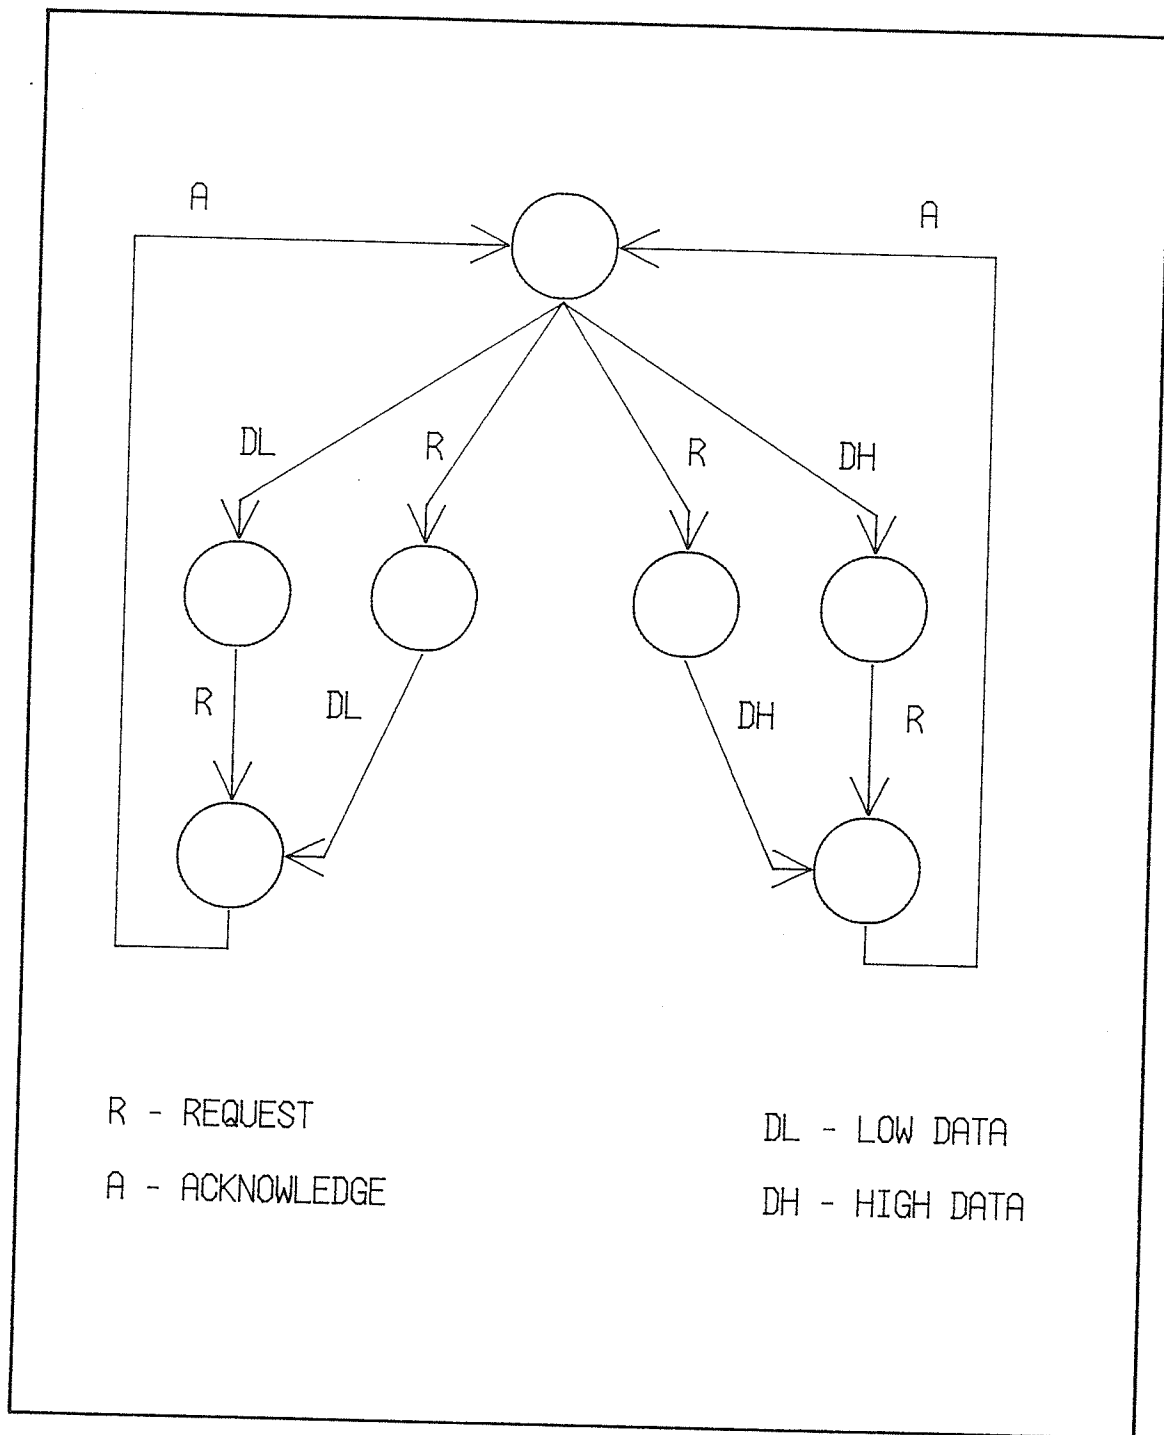 A
A
DL
R
R
DH
R
DL
DH
R
R - REQUEST
A - ACKNOWLEDGE
DL - LOW DATA
DH - HIGH DATA